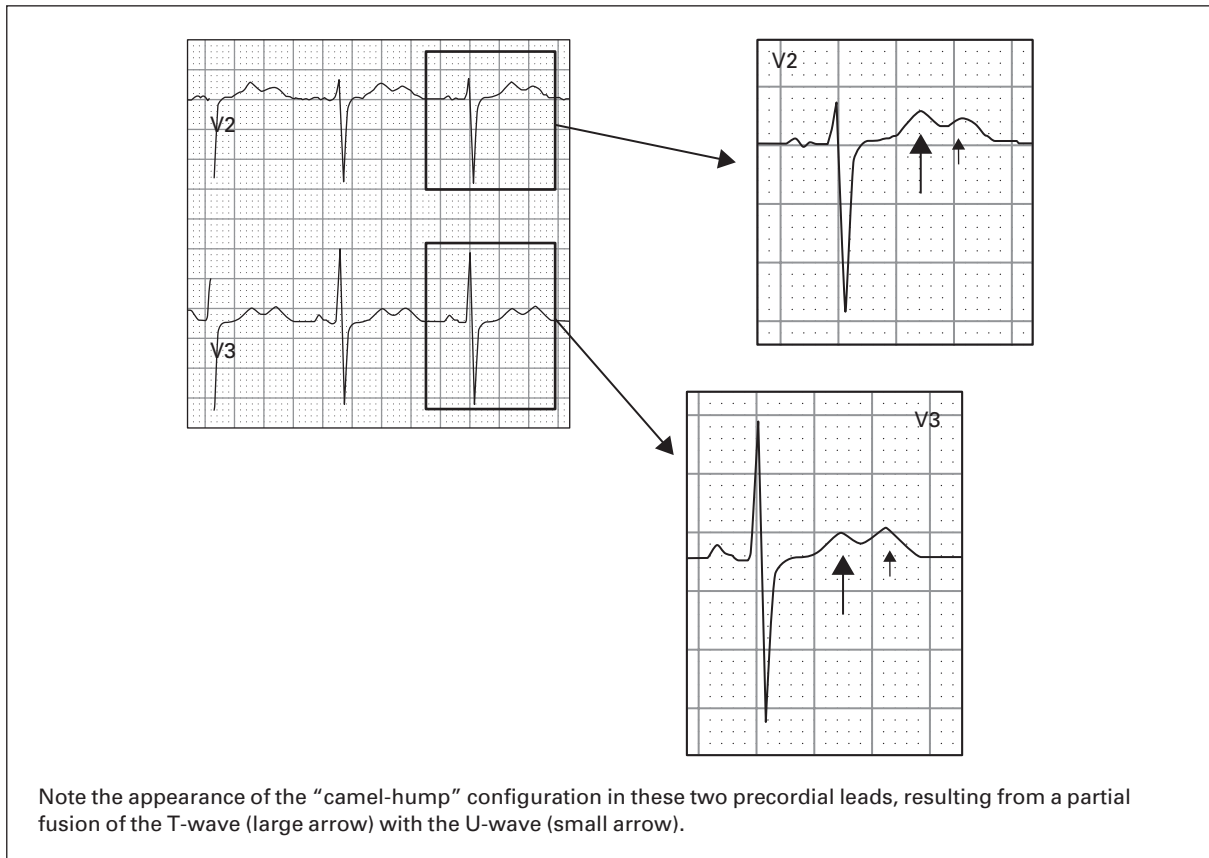 V2
V2
V3
V3
Note the appearance of the “camel-hump” configuration in these two precordial leads, resulting from a partial
fusion of the T-wave (large arrow) with the U-wave (small arrow).